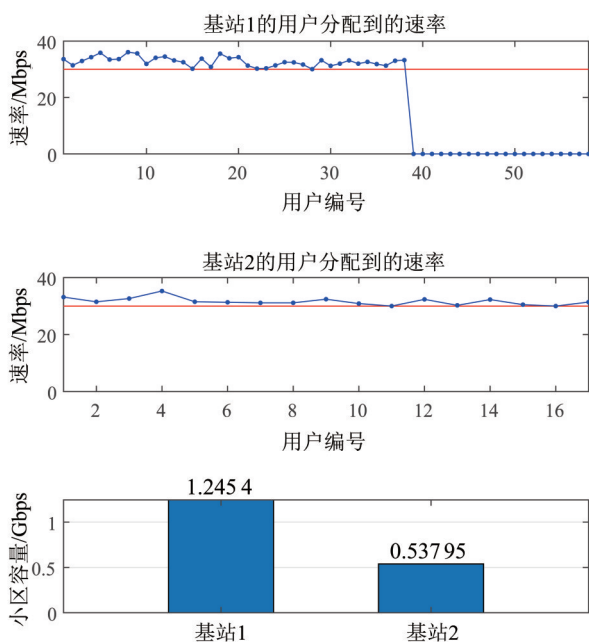 基站1的用户分配到的速率
速率/Mbps
40
20
0
10 20 30 40 50
用户编号
基站2的用户分配到的速率
速率/Mbps
40
20
0
2 4 6 8 10 12 14 16
用户编号
小区容量/Gbps
1
0.5
0
1.245 4
0.537 95
基站1 基站2